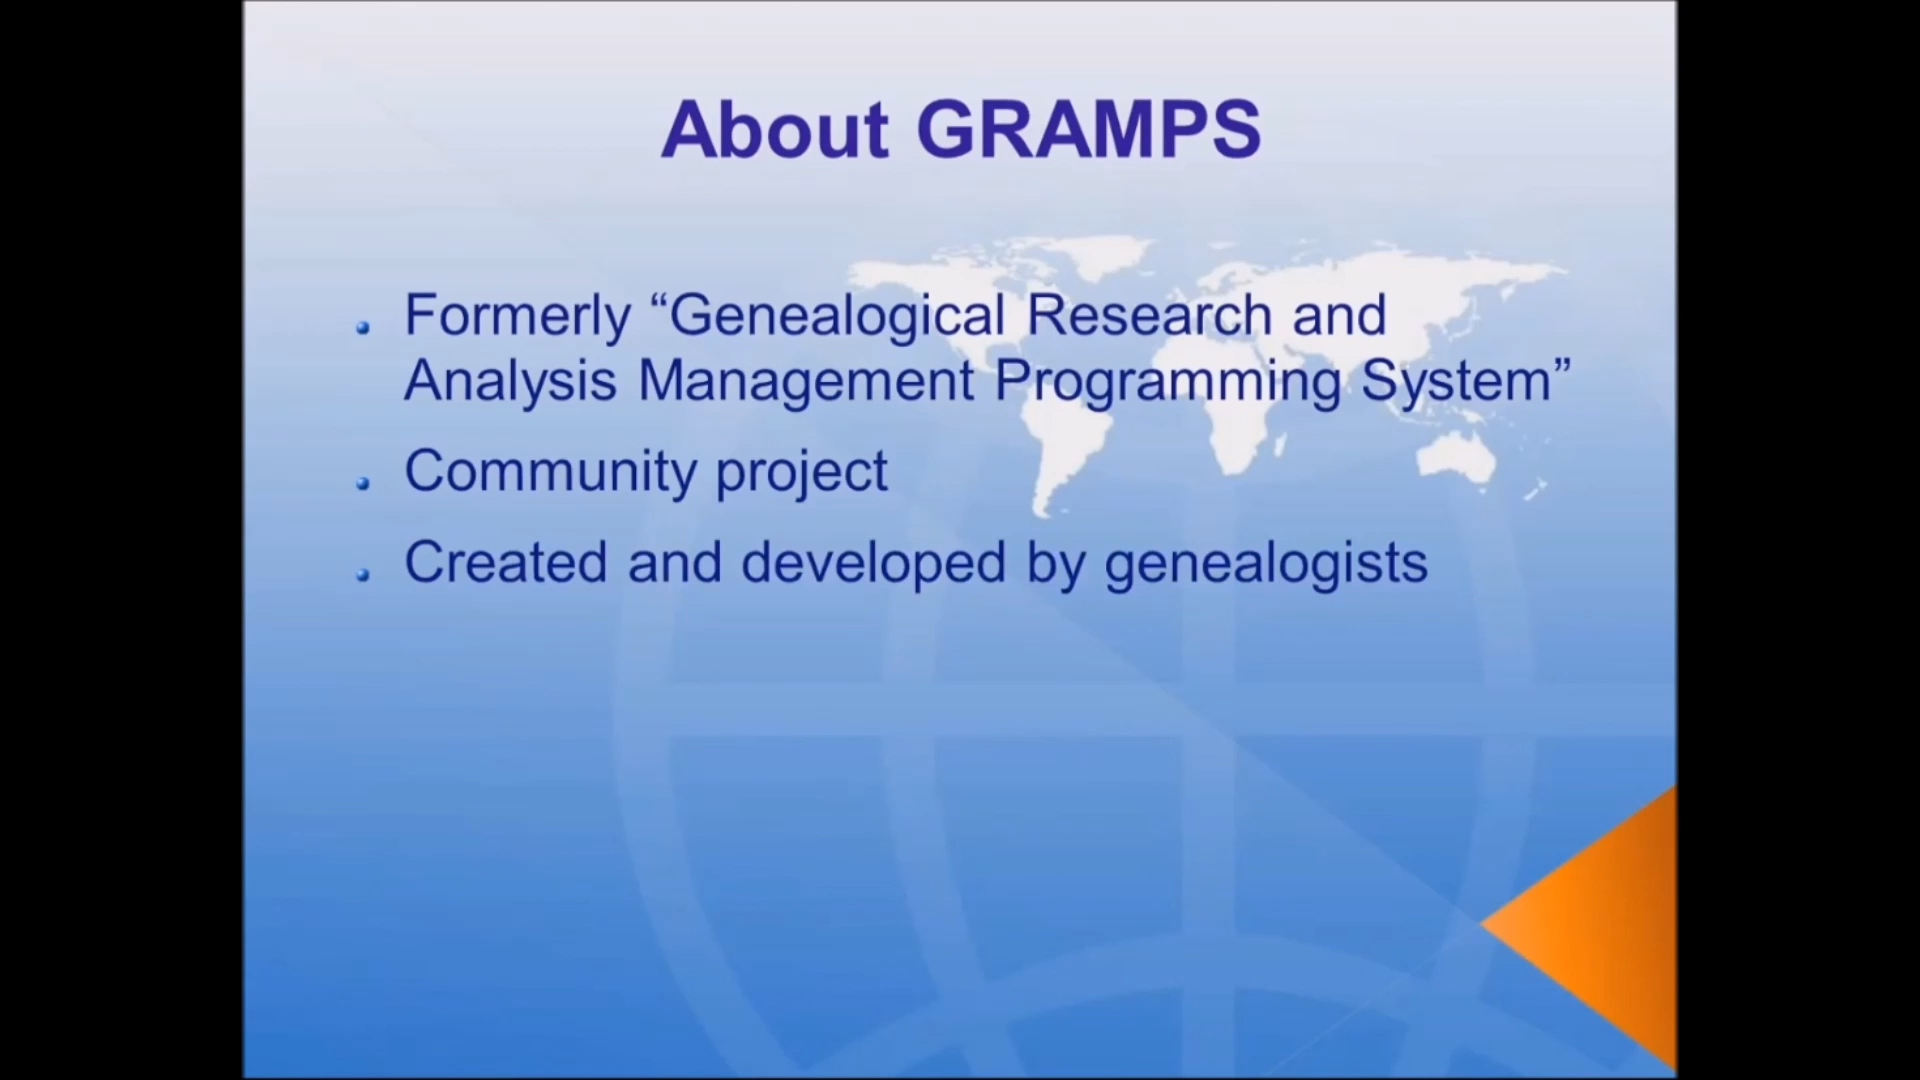 About GRAMPS
Formerly “Genealogical Research and
Analysis Management Programming System”
Community project
Created and developed by genealogists